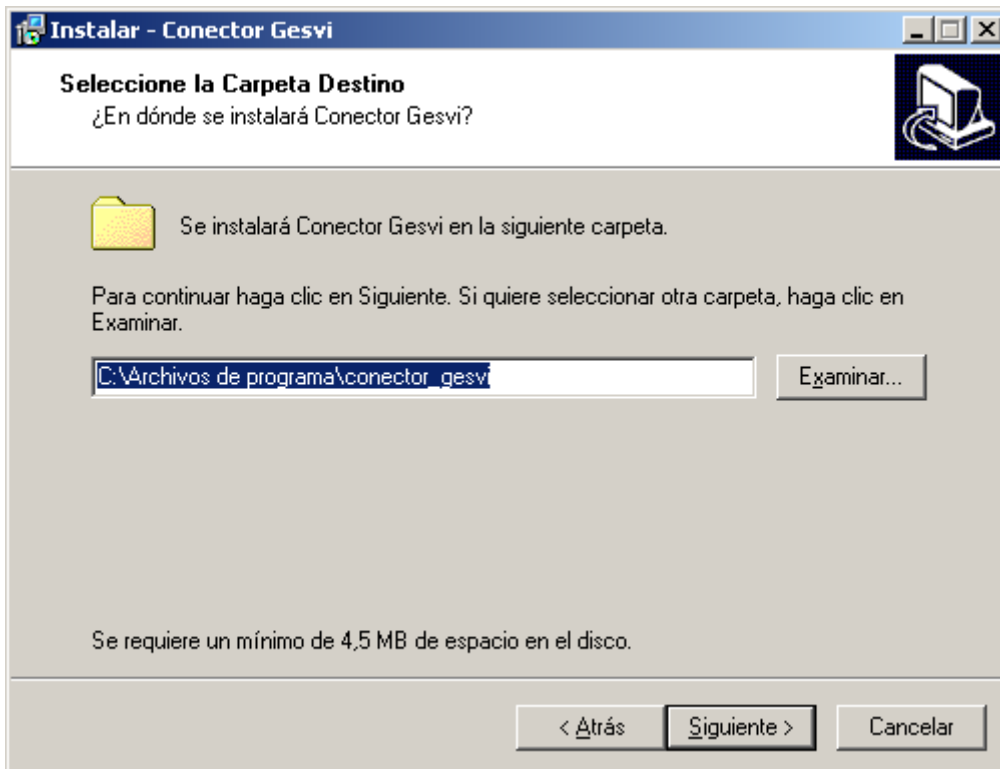 Instalar - Conector Gesvi
Seleccione la Carpeta Destino
¿En dónde se instalará Conector Gesvi?
Se instalará Conector Gesvi en la siguiente carpeta.
Para continuar haga clic en Siguiente. Si quiere seleccionar otra carpeta, haga clic en
Examinar.
C:\Archivos de programa\conector_gesvi
Examinar...
Se requiere un mínimo de 4,5 MB de espacio en el disco.
< Atrás
Siguiente >
Cancelar